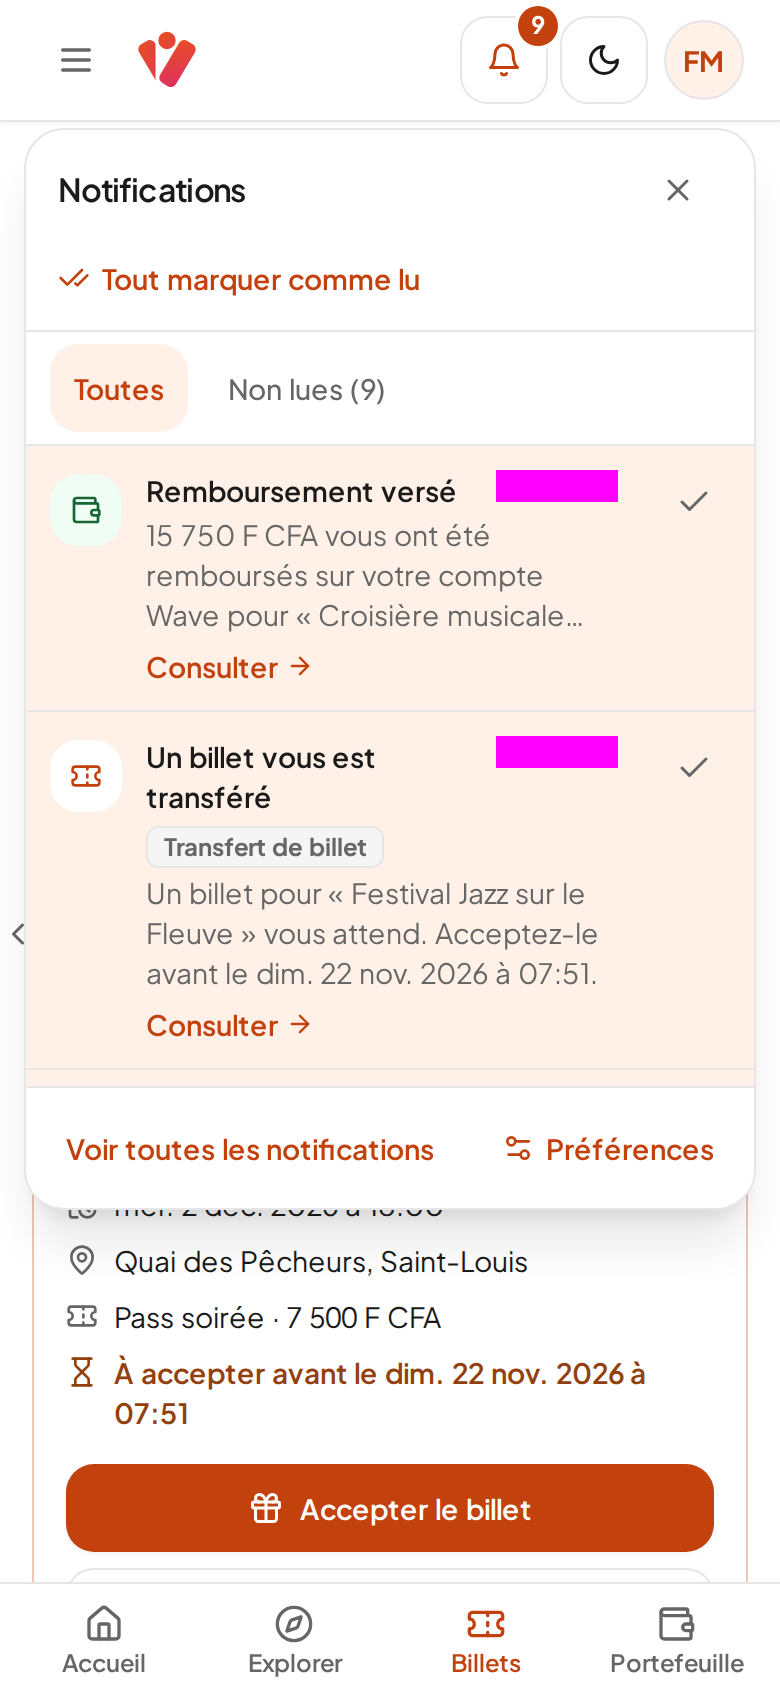 9
FM
Notifications
Tout marquer comme lu
Toutes
Non lues (9)
Remboursement versé
15 750 F CFA vous ont été
remboursés sur votre compte
Wave pour « Croisière musicale…
Consulter →
Un billet vous est
transféré
Transfert de billet
Un billet pour « Festival Jazz sur le
Fleuve » vous attend. Acceptez-le
avant le dim. 22 nov. 2026 à 07:51.
Consulter →
Voir toutes les notifications
Préférences
Quai des Pêcheurs, Saint-Louis
Pass soirée · 7 500 F CFA
À accepter avant le dim. 22 nov. 2026 à
07:51
Accepter le billet
Accueil
Explorer
Billets
Portefeuille